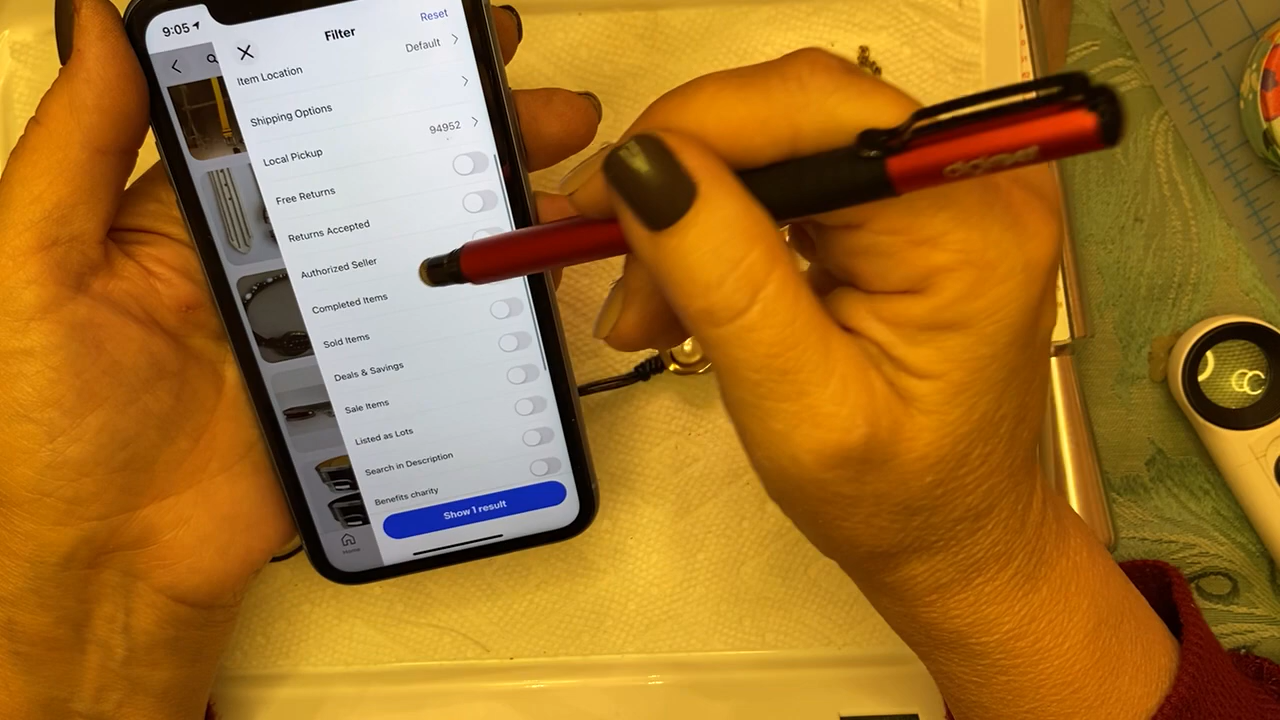 9:05
Filter
Reset
Item Location
Default
Shipping Options
Local Pickup
94952
Free Returns
Returns Accepted
Authorized Seller
Completed Items
Sold Items
Deals & Savings
Sale Items
Listed as Lots
Search in Description
Benefits charity
Show 1 result
Home